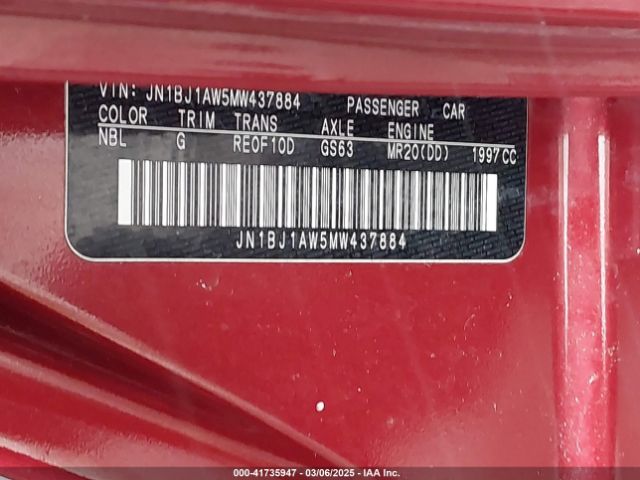 VIN: JN1BJ1AW5MW437884 PASSENGER CAR
COLOR TRIM TRANS AXLE ENGINE
NBL G RE0F10D GS63 MR20(DD) 1997CC
JN1BJ1AW5MW437884
000-41735947 | 03/06/2025 | IAA Inc.